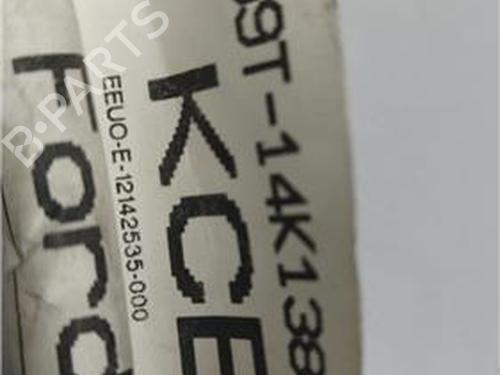 9T-14K138
KCE
EEUO-E-12142535-000
Ford
B-PARTS